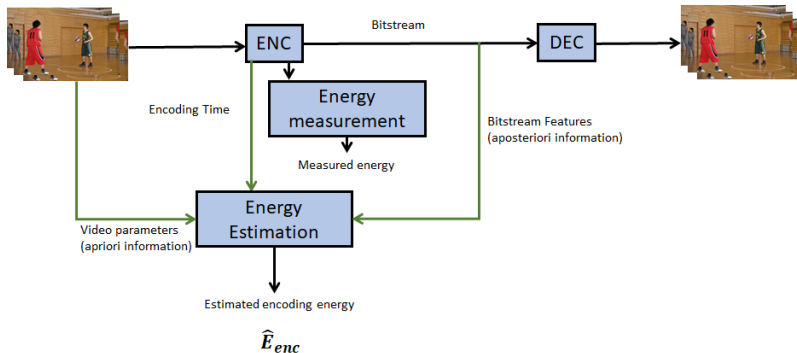 ENC
Bitstream
DEC
Encoding Time
Energy
measurement
Bitstream Features
(aposteriori information)
Measured energy
Energy
Estimation
Video parameters
(apriori information)
Estimated encoding energy
Ê_enc